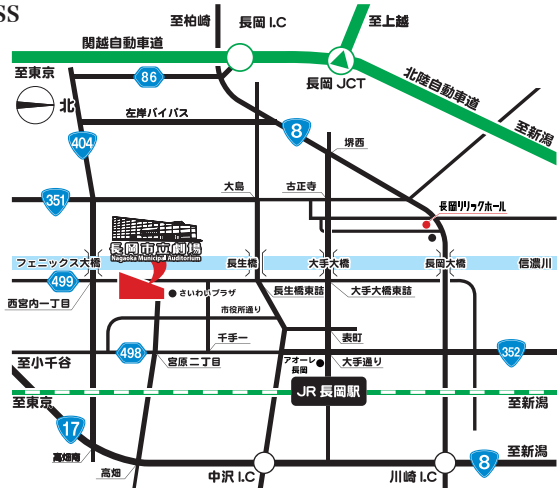 SS
至柏崎
長岡 I.C
至上越
関越自動車道
至東京
86
長岡 JCT
北陸自動車道
北
左岸バイパス
至新潟
8
404
堺西
351
大島
古正寺
長岡リリックホール
長岡市立劇場
Nagaoka Municipal Auditorium
フェニックス大橋
長生橋
大手大橋
長岡大橋
信濃川
499
さいわいプラザ
長生橋東詰
大手大橋東詰
西宮内一丁目
市役所通り
千手一
表町
498
宮原二丁目
アオーレ
長岡
大手通り
352
至小千谷
JR 長岡駅
至東京
至新潟
17
高畑南
高畑
中沢 I.C
川崎 I.C
8
至新潟